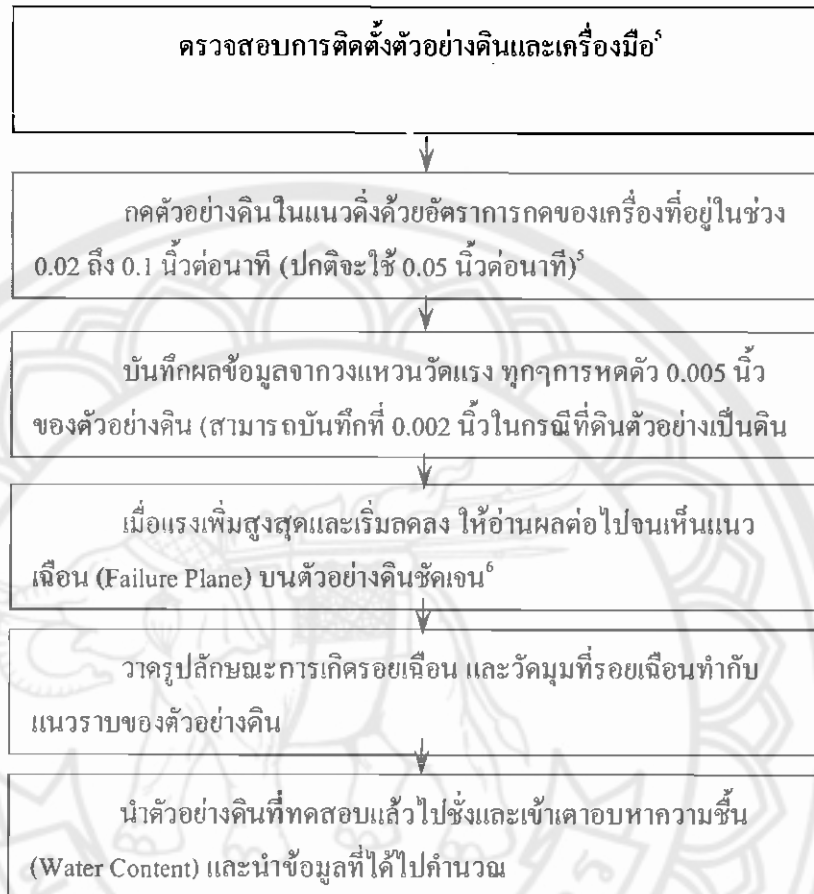 ตรวจสอบการติดตั้งตัวอย่างดินและเครื่องมือ⁵
กดตัวอย่างดินในแนวดิ่งด้วยอัตราการกดของเครื่องที่อยู่ในช่วง
0.02 ถึง 0.1 นิ้วต่อนาที (ปกติจะใช้ 0.05 นิ้วต่อนาที)⁵
บันทึกผลข้อมูลจากวงแหวนวัดแรง ทุกๆการหดตัว 0.005 นิ้ว
ของตัวอย่างดิน (สามารถบันทึกที่ 0.002 นิ้วในกรณีที่ดินตัวอย่างเป็นดิน
เมื่อแรงเพิ่มสูงสุดและเริ่มลดลง ให้อ่านผลต่อไปจนเห็นแนว
เฉือน (Failure Plane) บนตัวอย่างดินชัดเจน⁶
วาดรูปลักษณะการเกิดรอยเฉือน และวัดมุมที่รอยเฉือนทำกับ
แนวราบของตัวอย่างดิน
นำตัวอย่างดินที่ทดสอบแล้วไปชั่งและเข้าเตาอบหาความชื้น
(Water Content) และนำข้อมูลที่ได้ไปคำนวณ